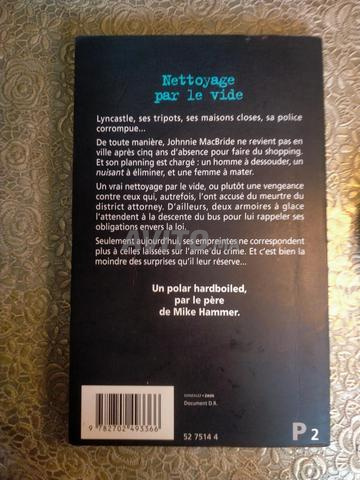 Nettoyage
par le vide
Lyncastle, ses tripots, ses maisons closes, sa police
corrompue...
De toute manière, Johnnie MacBride ne revient pas en
ville après cinq ans d'absence pour faire du shopping.
Et son planning est chargé : un homme à dessouder, un
nuisant à éliminer, et une femme à mater.
Un vrai nettoyage par le vide, ou plutôt une vengeance
contre ceux qui, autrefois, l'ont accusé du meurtre du
district attorney. D'ailleurs, deux armoires à glace
l'attendent à la descente du bus pour lui rappeler ses
obligations envers la loi.
Seulement aujourd'hui, ses empreintes ne correspondent
plus à celles laissées sur l'arme du crime. Et c'est bien la
moindre des surprises qu'il leur réserve...
Un polar hardboiled,
par le père
de Mike Hammer.
Document D.R.
9 782702 493366
52 7514 4
P 2